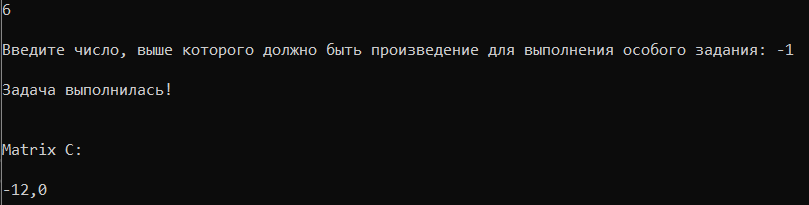 6
Введите число, выше которого должно быть произведение для выполнения особого задания: -1
Задача выполнилась!
Matrix C:
-12,0